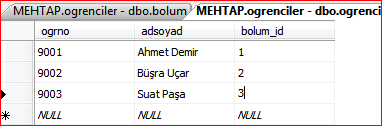 MEHTAP.ogrenciler - dbo.bolum MEHTAP.ogrenciler - dbo.ogrenci
ogrno adsoyad bolum_id
9001 Ahmet Demir 1
9002 Büşra Uçar 2
9003 Suat Paşa 3
NULL NULL NULL